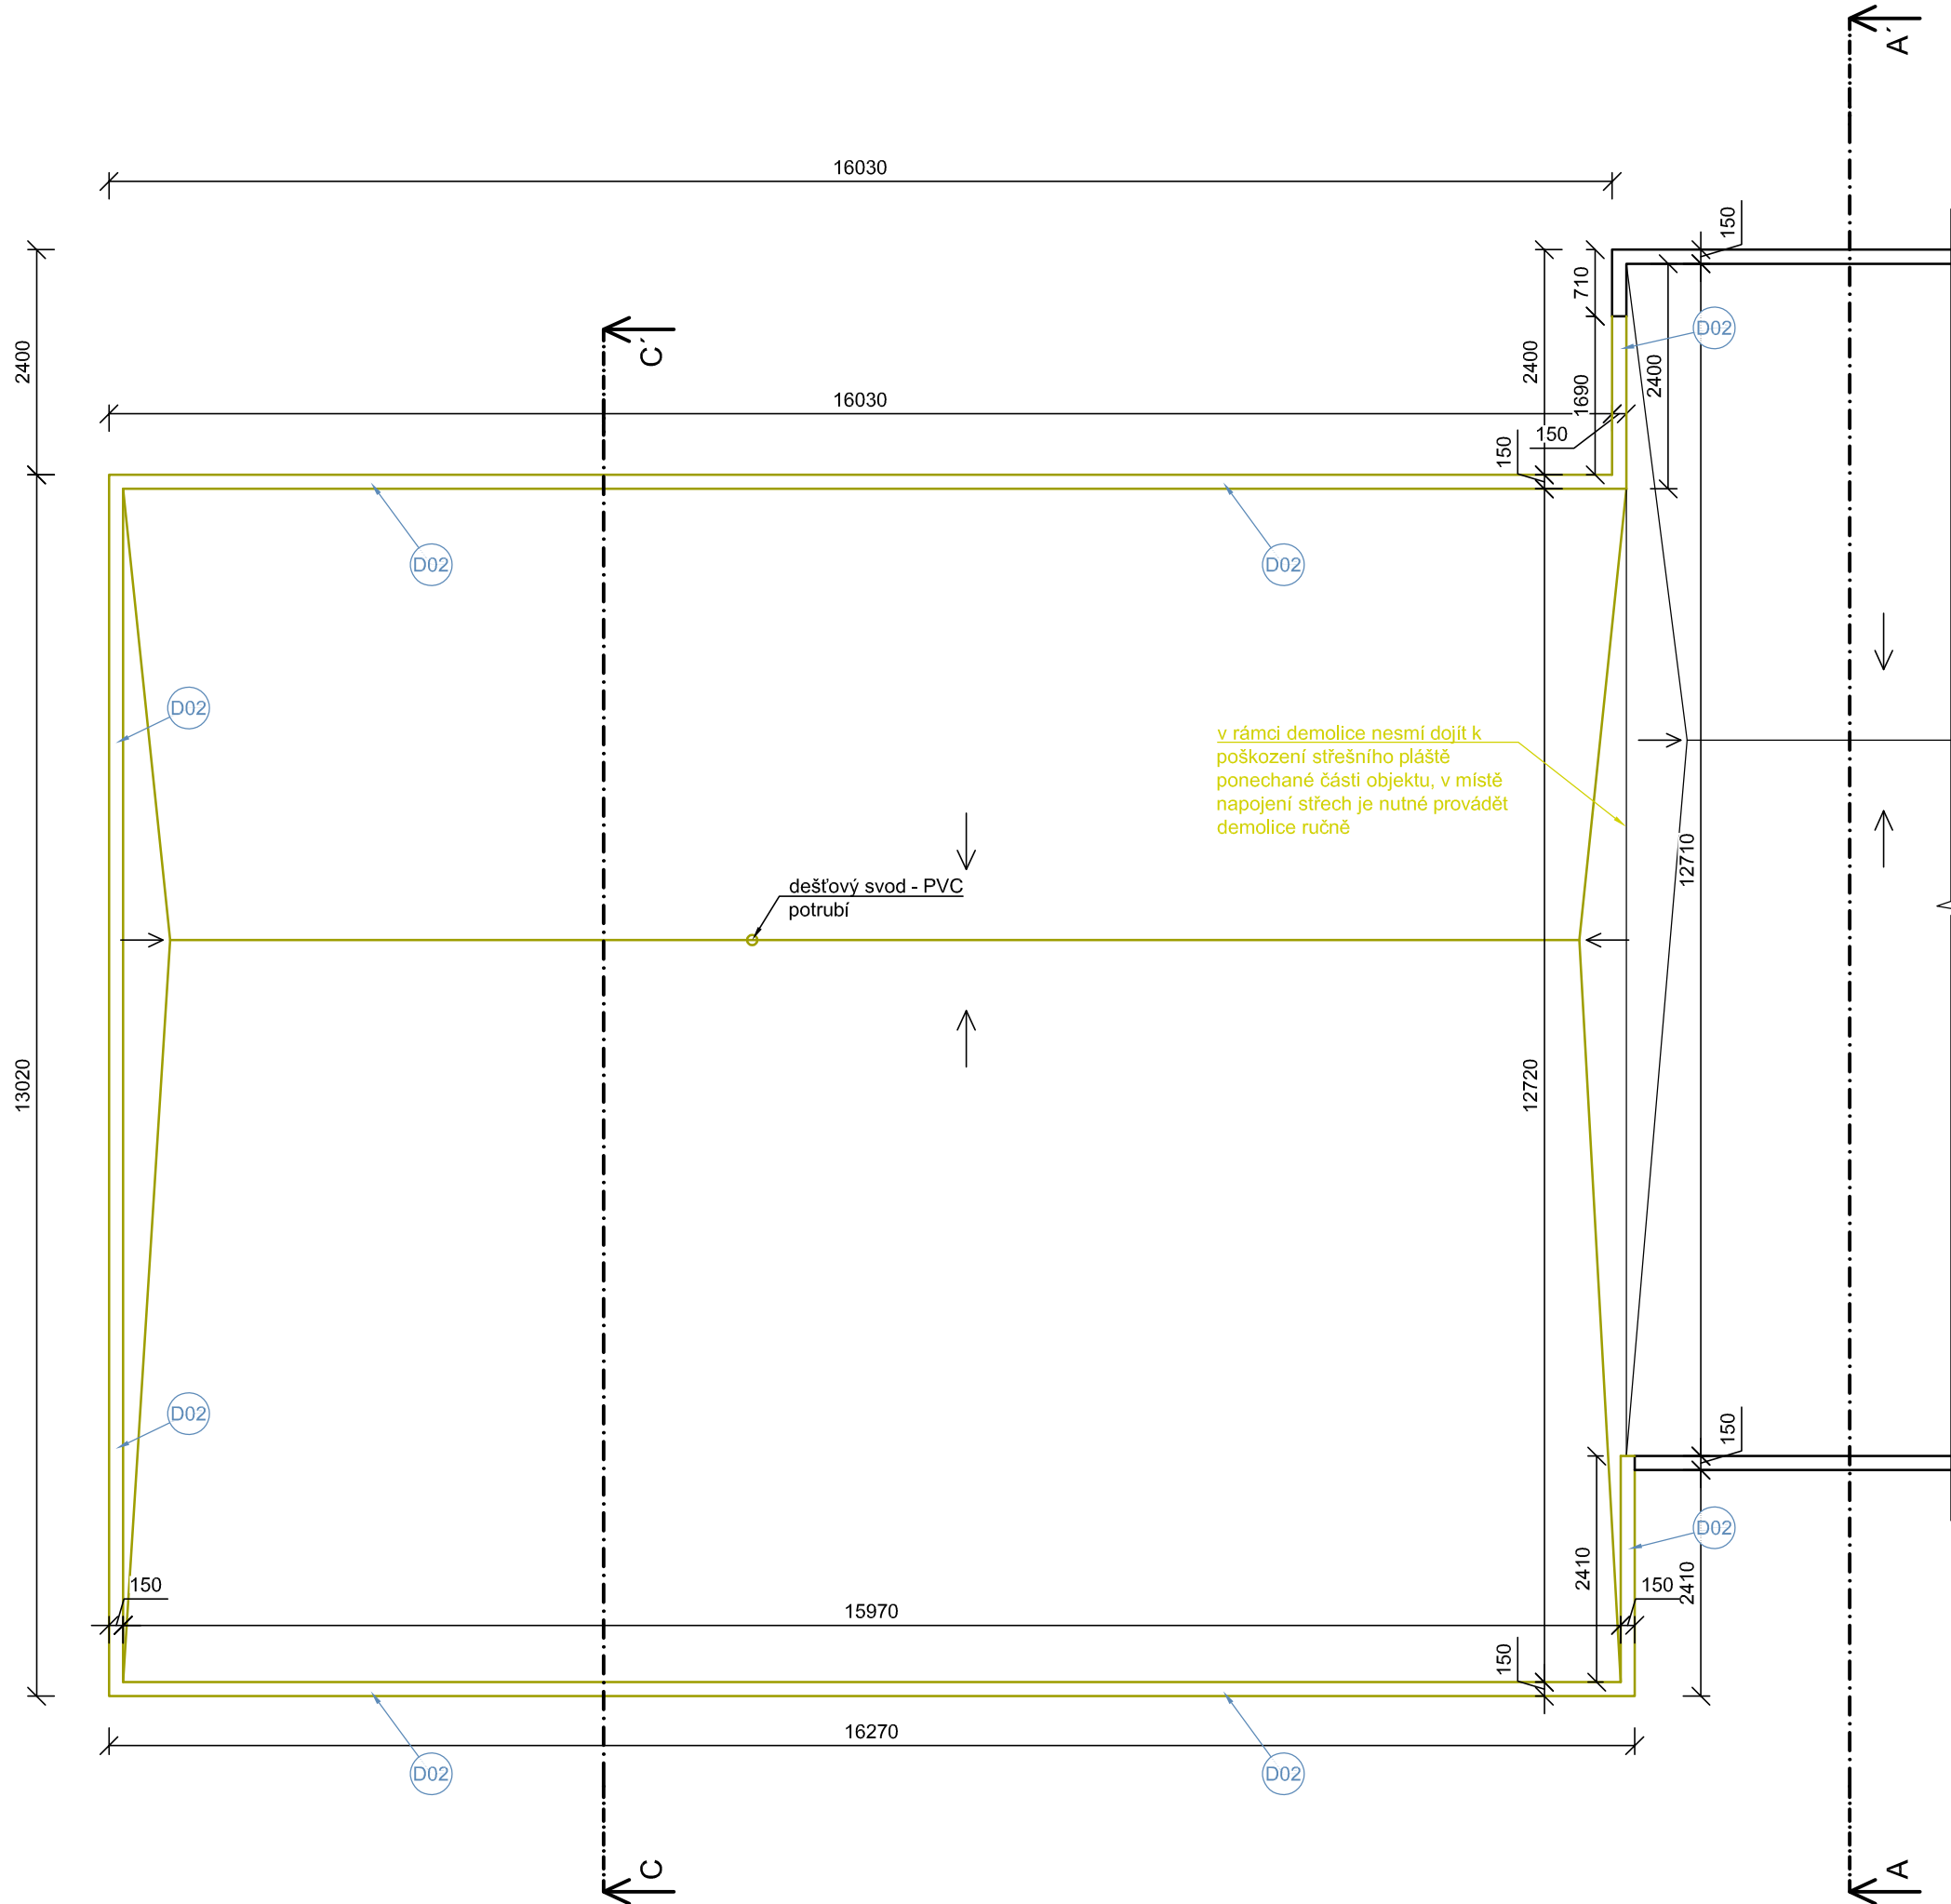 A´
16030
150
710
2400
D02
C´
2400
2400
1690
16030
150
150
D02
D02
D02
v rámci demolice nesmí dojít k
poškození střešního pláště
ponechané části objektu, v místě
napojení střech je nutné provádět
demolice ručně
12710
dešťový svod - PVC
potrubí
13020
12720
D02
150
D02
2410
150
150
2410
15970
150
16270
D02
D02
C
A